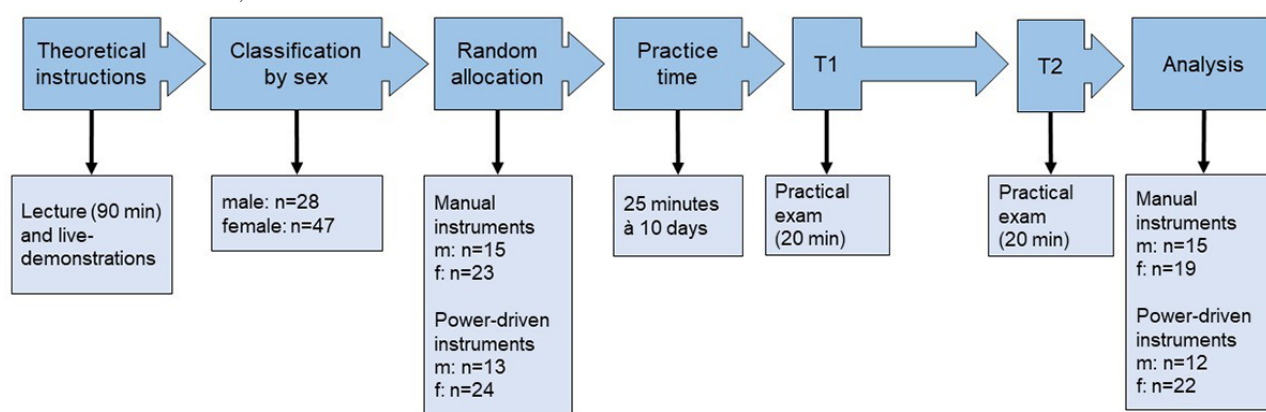 Theoretical
instructions
Classification
by sex
Random
allocation
Practice
time
T1
T2
Analysis
Lecture (90 min)
and live-
demonstrations
male: n=28
female: n=47
Manual
instruments
m: n=15
f: n=23
Power-driven
instruments
m: n=13
f: n=24
25 minutes
à 10 days
Practical
exam
(20 min)
Practical
exam
(20 min)
Manual
instruments
m: n=15
f: n=19
Power-driven
instruments
m: n=12
f: n=22